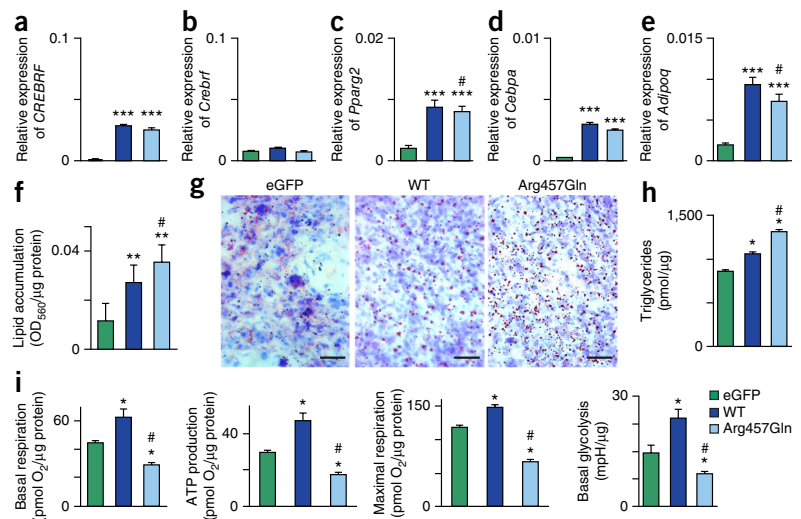 a
Relative expression
of CREBRF
0.1
0
*** ***
b
Relative expression
of Crebrf
0.1
0
c
Relative expression
of Pparg2
0.02
0
#
*** ***
d
Relative expression
of Cebpa
0.01
0
***
***
e
Relative expression
of Adipoq
0.015
0
***
#
***
f
Lipid accumulation
(OD560/µg protein)
0.04
0
**
#
**
g
eGFP
WT
Arg457Gln
h
Triglycerides
(pmol/µg)
1,500
0
*
#
*
i
Basal respiration
(pmol O2/µg protein)
60
0
*
#
*
ATP production
(pmol O2/µg protein)
40
0
*
#
*
Maximal respiration
(pmol O2/µg protein)
150
0
*
#
*
Basal glycolysis
(mpH/µg)
30
0
*
#
*
eGFP
WT
Arg457Gln